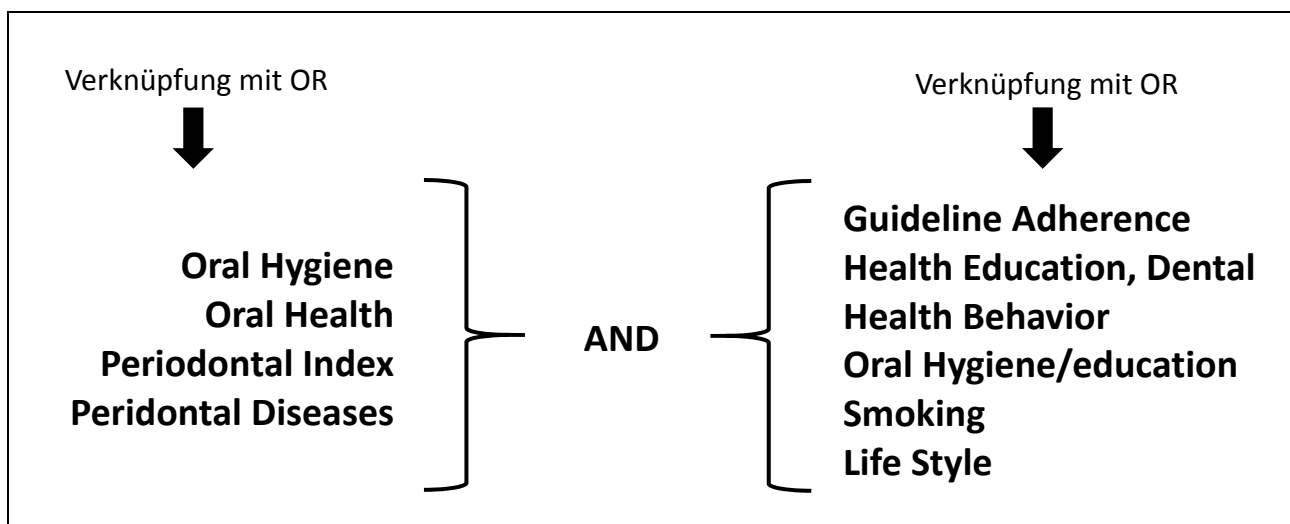 Verknüpfung mit OR
Oral Hygiene
Oral Health
Periodontal Index
Peridontal Diseases
AND
Verknüpfung mit OR
Guideline Adherence
Health Education, Dental
Health Behavior
Oral Hygiene/education
Smoking
Life Style